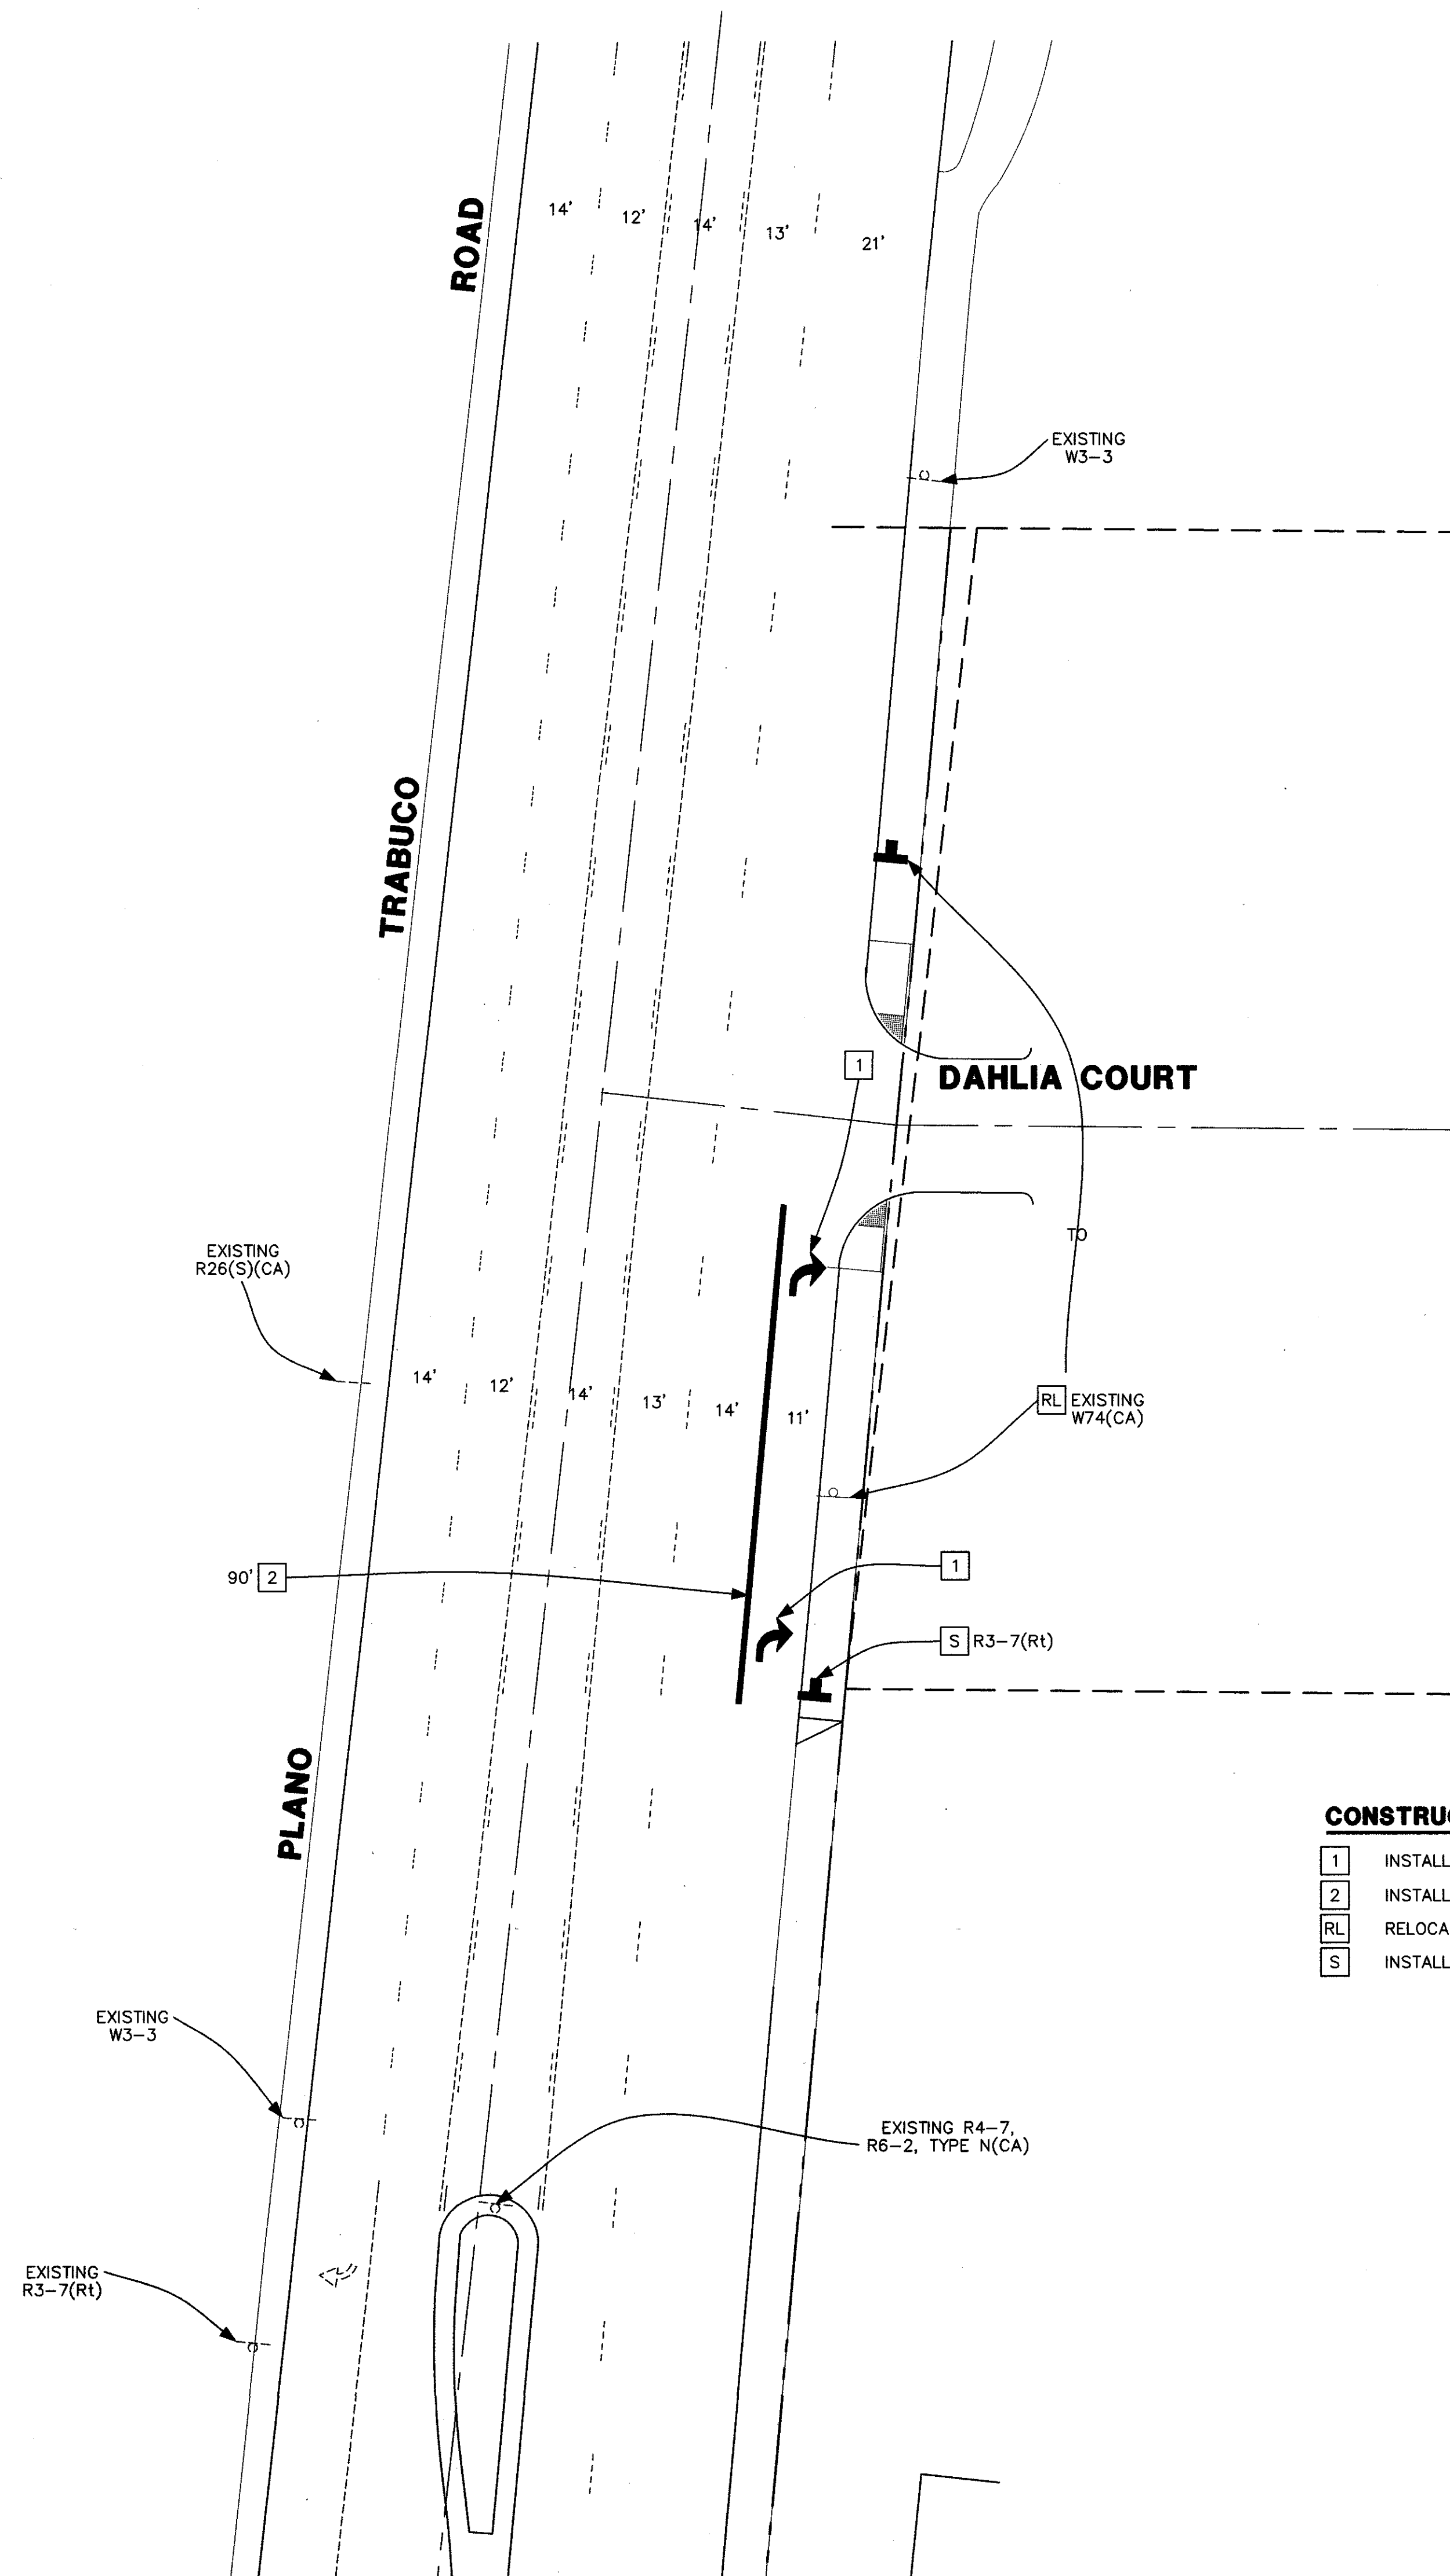 14' 12' 14' 13' 21'
ROAD
EXISTING
W3-3
TRABUCO
1
DAHLIA COURT
TO
EXISTING
R26(S)(CA)
14' 12' 14' 13' 14' 11'
RL EXISTING
W74(CA)
90' 2
1
S R3-7(Rt)
PLANO
CONSTRU
1 INSTALL
2 INSTALL
RL RELOCA
S INSTALL
EXISTING
W3-3
EXISTING R4-7,
R6-2, TYPE N(CA)
EXISTING
R3-7(Rt)